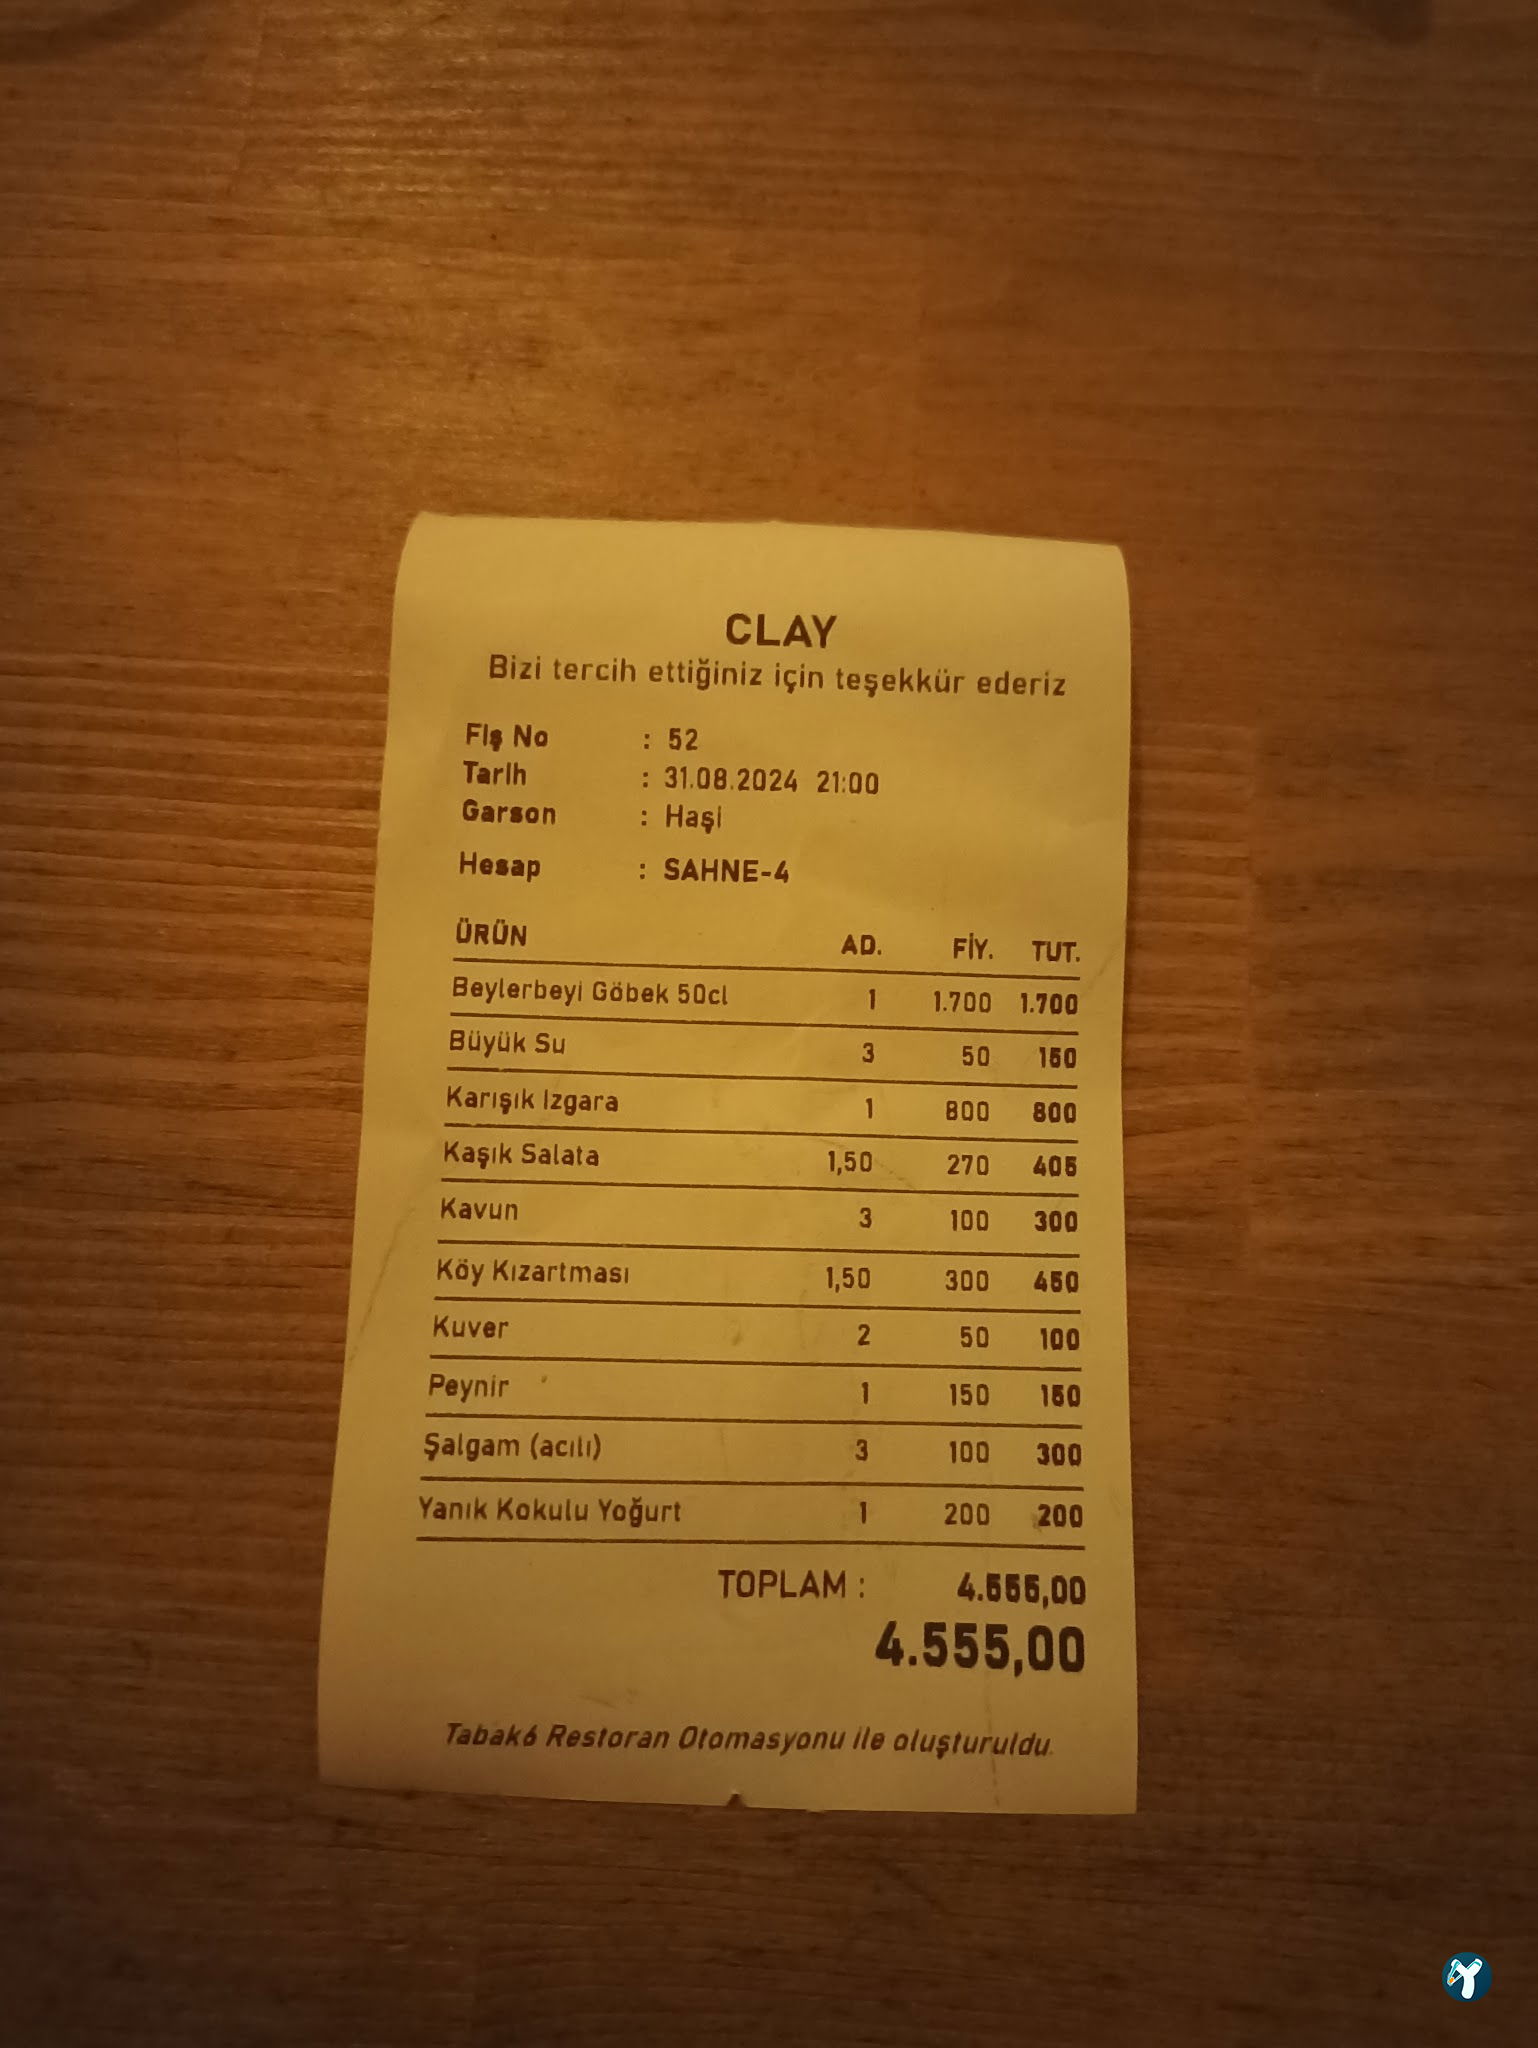 CLAY
Bizi tercih ettiğiniz için teşekkür ederiz
Fiş No : 52
Tarih : 31.08.2024 21:00
Garson : Haşi
Hesap : SAHNE-4
ÜRÜN AD. FİY. TUT.
Beylerbeyi Göbek 50cl 1 1.700 1.700
Büyük Su 3 50 150
Karışık Izgara 1 800 800
Kaşık Salata 1,50 270 405
Kavun 3 100 300
Köy Kızartması 1,50 300 450
Kuver 2 50 100
Peynir 1 150 150
Şalgam (acılı) 3 100 300
Yanık Kokulu Yoğurt 1 200 200
TOPLAM : 4.555,00
4.555,00
Tabak6 Restoran Otomasyonu ile oluşturuldu.